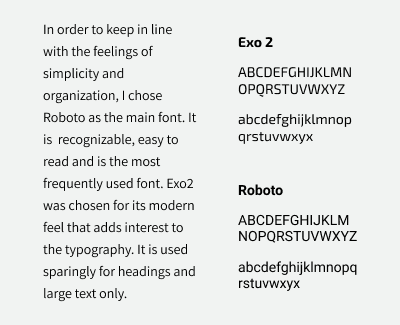 In order to keep in line
with the feelings of
simplicity and
organization, I chose
Roboto as the main font. It
is  recognizable, easy to
read and is the most
frequently used font. Exo2
was chosen for its modern
feel that adds interest to
the typography. It is used
sparingly for headings and
large text only.
Exo 2
ABCDEFGHIJKLMN
OPQRSTUVWXYZ
abcdefghijklmnop
qrstuvwxyx
Roboto
ABCDEFGHIJKLM
NOPQRSTUVWXYZ
abcdefghijklmnopq
rstuvwxyx